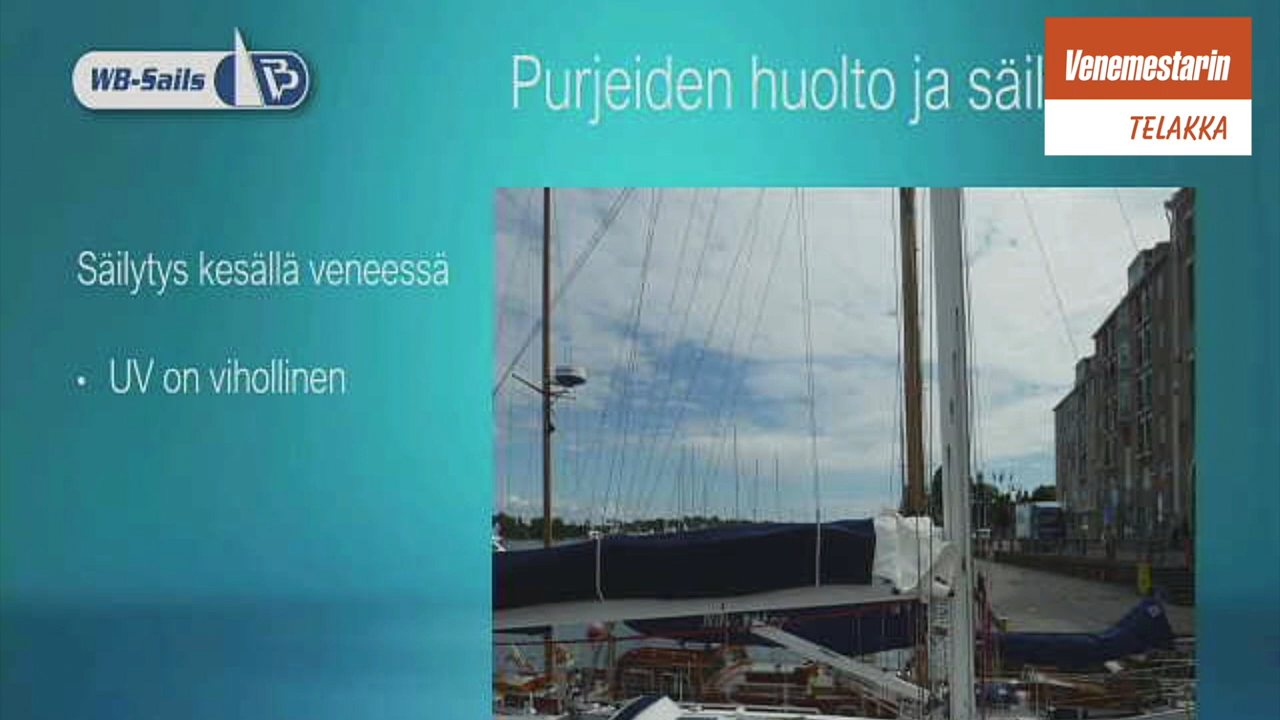 WB-Sails
Purjeiden huolto ja säil
Venemestarin
TELAKKA
Säilytys kesällä veneessä
• UV on vihollinen